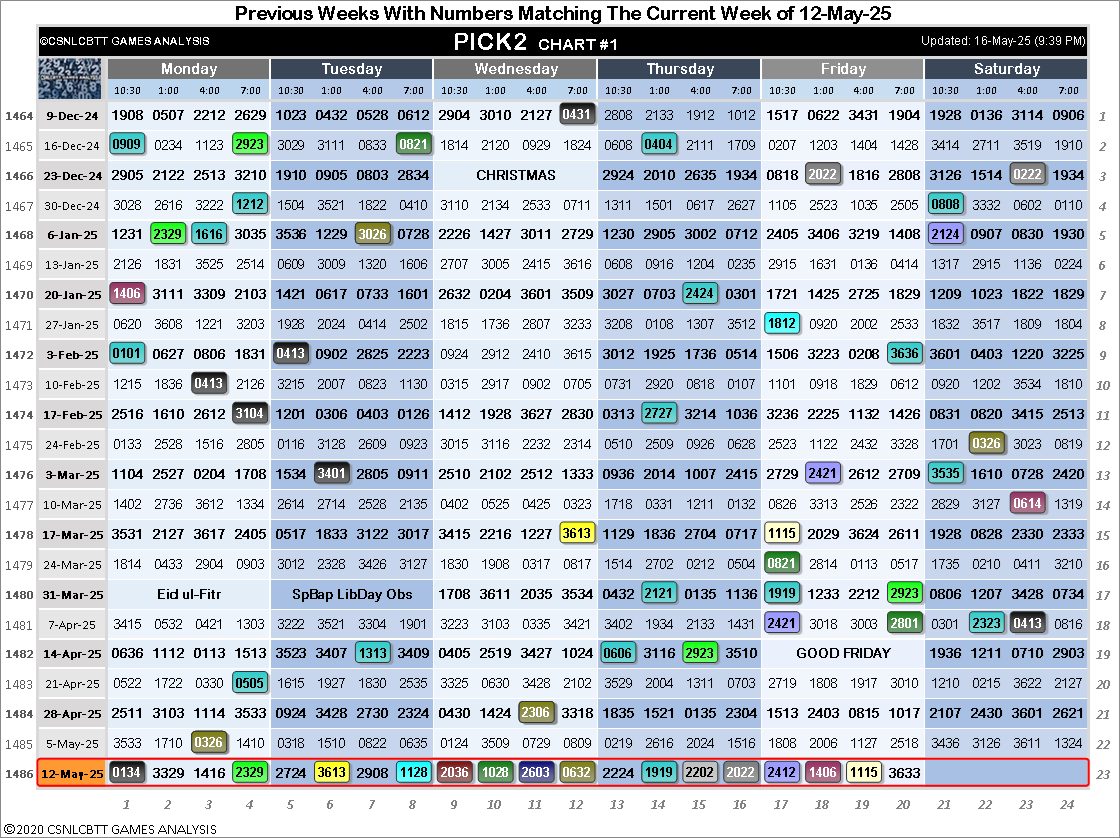 Previous Weeks With Numbers Matching The Current Week of 12-May-25
©CSNLCBTT GAMES ANALYSIS PICK2 CHART #1 Updated: 16-May-25 (9:39 PM)
Monday Tuesday Wednesday Thursday Friday Saturday
10:30 1:00 4:00 7:00 10:30 1:00 4:00 7:00 10:30 1:00 4:00 7:00 10:30 1:00 4:00 7:00 10:30 1:00 4:00 7:00 10:30 1:00 4:00 7:00
1464 9-Dec-24 1908 0507 2212 2629 1023 0432 0528 0612 2904 3010 2127 0431 2808 2133 1912 1012 1517 0622 3431 1904 1928 0136 3114 0906 1
1465 16-Dec-24 0909 0234 1123 2923 3029 3111 0833 0821 1814 2120 0929 1824 0608 0404 2111 1709 0207 1203 1404 1428 3414 2711 3519 1910 2
1466 23-Dec-24 2905 2122 2513 3210 1910 0905 0803 2834 CHRISTMAS 2924 2010 2635 1934 0818 2022 1816 2808 3126 1514 0222 1934 3
1467 30-Dec-24 3028 2616 3222 1212 1504 3521 1822 0410 3110 2134 2533 0711 1311 1501 0617 2627 1105 2523 1035 2505 0808 3332 0602 0110 4
1468 6-Jan-25 1231 2329 1616 3035 3536 1229 3026 0728 2226 1427 3011 2729 1230 2905 3002 0712 2405 3406 3219 1408 2124 0907 0830 1930 5
1469 13-Jan-25 2126 1831 3525 2514 0609 3009 1320 1606 2707 3005 2415 3616 0608 0916 1204 0235 2915 1631 0136 0414 1317 2915 1136 0224 6
1470 20-Jan-25 1406 3111 3309 2103 1421 0617 0733 1601 2632 0204 3601 3509 3027 0703 2424 0301 1721 1425 2725 1829 1209 1023 1822 1829 7
1471 27-Jan-25 0620 3608 1221 3203 1928 2024 0414 2502 1815 1736 2807 3233 3208 0108 1307 3512 1812 0920 2002 2533 1832 3517 1809 1804 8
1472 3-Feb-25 0101 0627 0806 1831 0413 0902 2825 2223 0924 2912 2410 3615 3012 1925 1736 0514 1506 3223 0208 3636 3601 0403 1220 3225 9
1473 10-Feb-25 1215 1836 0413 2126 3215 2007 0823 1130 0315 2917 0902 0705 0731 2920 0818 0107 1101 0918 1829 0612 0920 1202 3534 1810 10
1474 17-Feb-25 2516 1610 2612 3104 1201 0306 0403 0126 1412 1928 3627 2830 0313 2727 3214 1036 3236 2225 1132 1426 0831 0820 3415 2513 11
1475 24-Feb-25 0133 2528 1516 2805 0116 3128 2609 0923 3015 3116 2232 2314 0510 2509 0926 0628 2523 1122 2432 3328 1701 0326 3023 0819 12
1476 3-Mar-25 1104 2527 0204 1708 1534 3401 2805 0911 2510 2102 2512 1333 0936 2014 1007 2415 2729 2421 2612 2709 3535 1610 0728 2420 13
1477 10-Mar-25 1402 2736 3612 1334 2614 2714 2528 2135 0402 0525 0425 0323 1718 0331 1211 0132 0826 3313 2526 2322 2829 3127 0614 1319 14
1478 17-Mar-25 3531 2127 3617 2405 0517 1833 3122 3017 3415 2216 1227 3613 1129 1836 2704 0717 1115 2029 3624 2611 1928 0828 2330 2333 15
1479 24-Mar-25 1814 0433 2904 0903 3012 2328 3426 3127 1830 1908 0317 0817 1514 2702 0212 0504 0821 2814 0113 0517 1735 0210 3212 3510 16
1480 31-Mar-25 Eid ul-Fitr SpBap LibDay Obs 1708 3611 2035 3534 0432 2121 0135 1136 1919 1233 2212 2923 0806 1207 3428 0734 17
1481 7-Apr-25 3415 0532 0421 1303 3222 3521 3304 1901 3223 3103 0335 3421 3402 1934 2133 1431 2421 3018 3003 2801 0301 2323 0413 0816 18
1482 14-Apr-25 0636 1112 0113 1513 3523 3407 1313 3409 0405 2519 3427 1024 0606 3116 2923 3510 GOOD FRIDAY 1936 1211 0710 2903 19
1483 21-Apr-25 0522 1722 0330 0505 1615 1927 1830 2535 3325 0630 3428 2102 3529 2004 1311 0703 2719 1808 1917 3010 1210 0215 3622 2127 20
1484 28-Apr-25 2511 3103 1114 3533 0924 3428 2730 2324 0430 1424 2306 3318 1835 1521 0135 2304 1513 2403 0815 1017 2107 2430 3601 2621 21
1485 5-May-25 3533 1710 0326 1410 0318 1510 0822 0635 0124 3509 0729 0809 0219 2616 2024 1516 1808 2006 1127 2518 3436 3126 3611 1324 22
1486 12-May-25 0134 3329 1416 2329 2724 3613 2908 1128 2036 1028 2603 0632 2224 1919 2202 2022 2412 1406 1115 3633 23
1 2 3 4 5 6 7 8 9 10 11 12 13 14 15 16 17 18 19 20 21 22 23 24
©2020 CSNLCBTT GAMES ANALYSIS